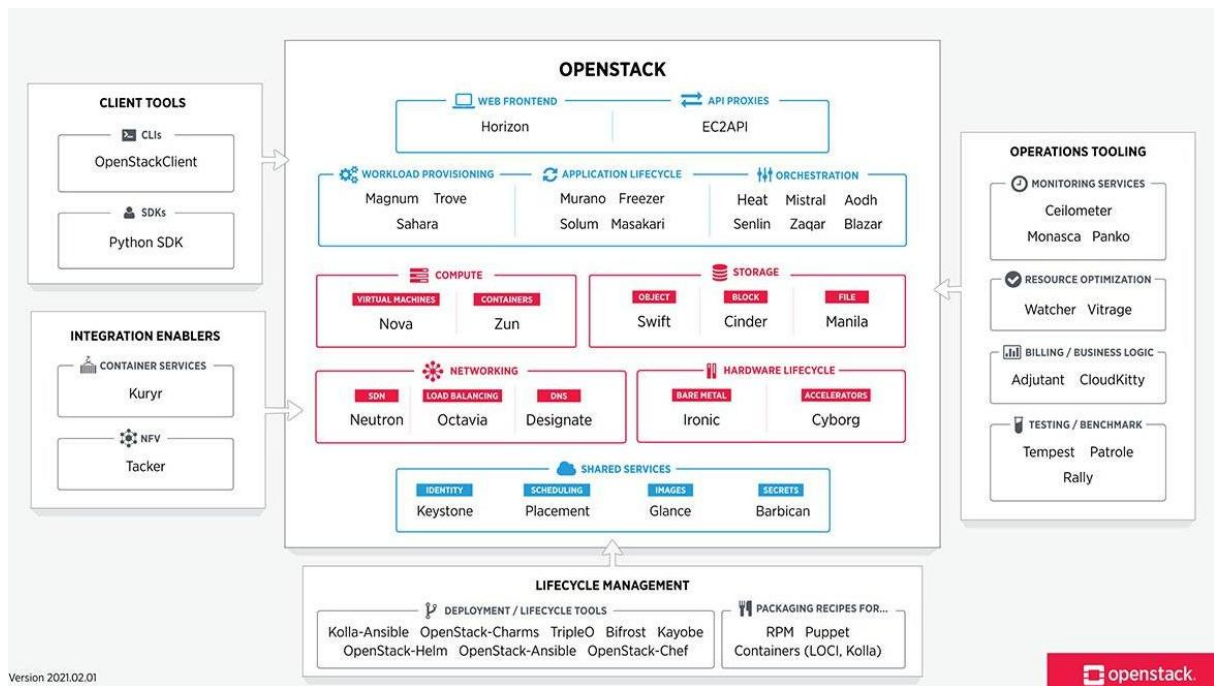 CLIENT TOOLS
CLIs
OpenStackClient
SDKs
Python SDK
INTEGRATION ENABLERS
CONTAINER SERVICES
Kuryr
NFV
Tacker
OPENSTACK
WEB FRONTEND
Horizon
API PROXIES
EC2API
WORKLOAD PROVISIONING
Magnum Trove
Sahara
APPLICATION LIFECYCLE
Murano Freezer
Solum Masakari
ORCHESTRATION
Heat Mistral Aodh
Senlin Zaqar Blazar
COMPUTE
VIRTUAL MACHINES
Nova
CONTAINERS
Zun
STORAGE
OBJECT
Swift
BLOCK
Cinder
FILE
Manila
NETWORKING
SDN
Neutron
LOAD BALANCING
Octavia
DNS
Designate
HARDWARE LIFECYCLE
BARE METAL
Ironic
ACCELERATORS
Cyborg
SHARED SERVICES
IDENTITY
Keystone
SCHEDULING
Placement
IMAGES
Glance
SECRETS
Barbican
OPERATIONS TOOLING
MONITORING SERVICES
Ceilometer
Monasca Panko
RESOURCE OPTIMIZATION
Watcher Vitrage
BILLING / BUSINESS LOGIC
Adjutant CloudKitty
TESTING / BENCHMARK
Tempest Patrole
Rally
LIFECYCLE MANAGEMENT
DEPLOYMENT / LIFECYCLE TOOLS
Kolla-Ansible OpenStack-Charms TripleO Bifrost Kayobe
OpenStack-Helm OpenStack-Ansible OpenStack-Chef
PACKAGING RECIPES FOR...
RPM Puppet
Containers (LOCI, Kolla)
Version 2021.02.01
openstack.